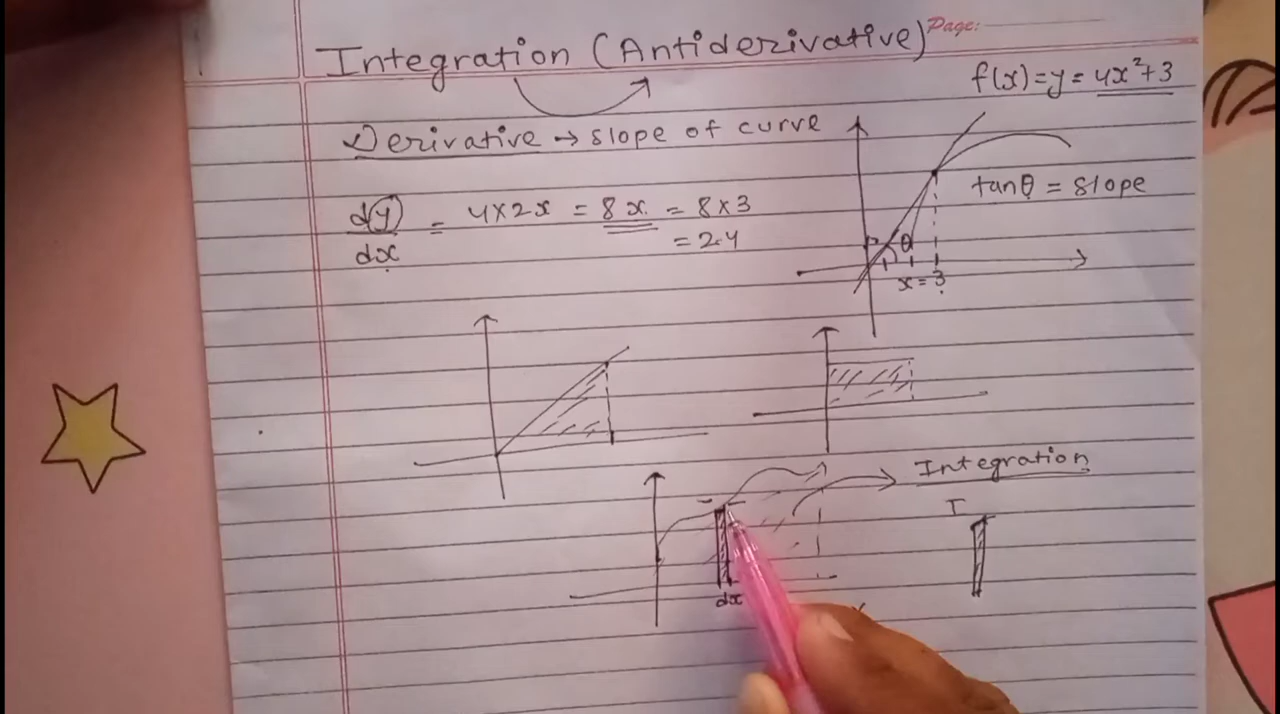 Page:
Integration (Antiderivative)
f(x)=y= 4x²+3
Derivative → slope of curve
tanθ = slope
dy/dx = 4×2x = 8x = 8×3
= 24
θ
x = 3
Integration
dx